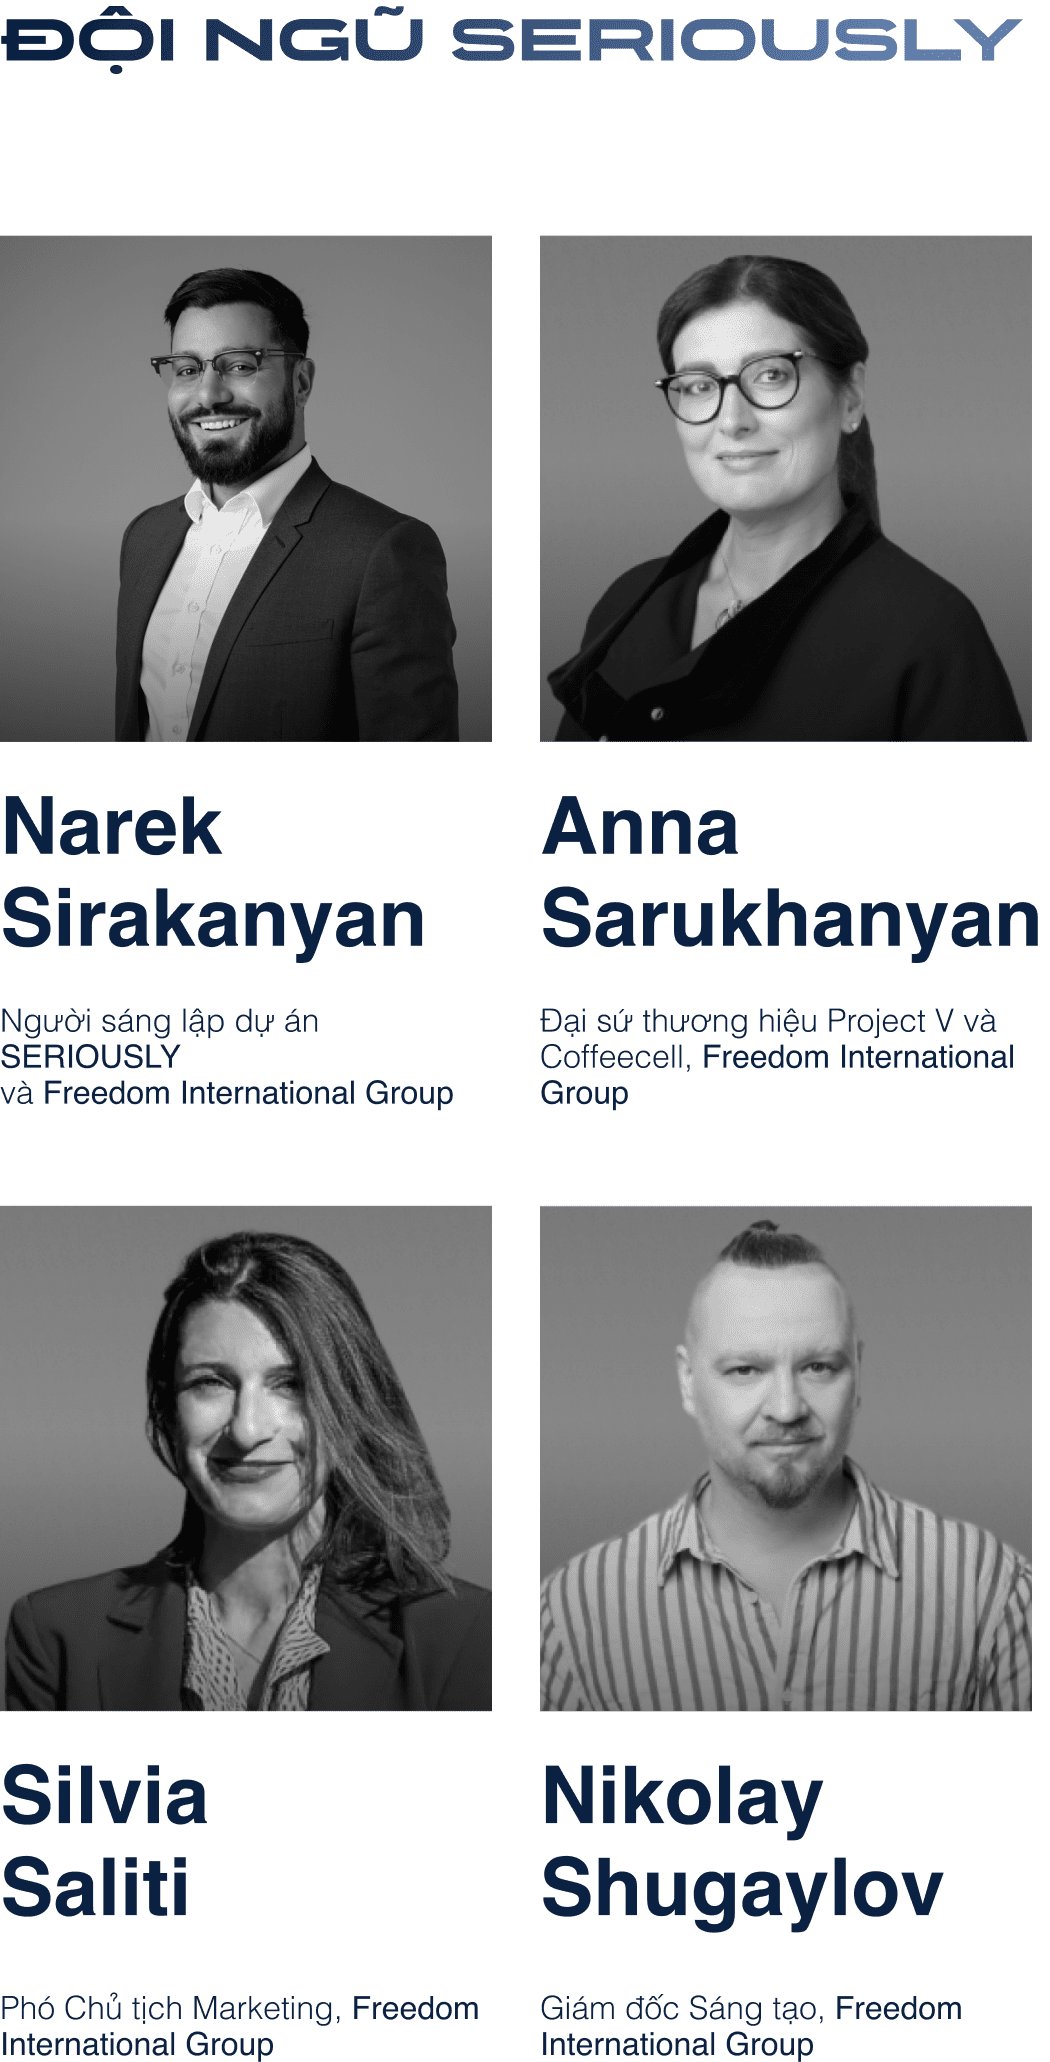 ĐỘI NGŨ SERIOUSLY
Narek
Sirakanyan
Người sáng lập dự án
SERIOUSLY
và Freedom International Group
Anna
Sarukhanyan
Đại sứ thương hiệu Project V và
Coffeecell, Freedom International
Group
Silvia
Saliti
Phó Chủ tịch Marketing, Freedom
International Group
Nikolay
Shugaylov
Giám đốc Sáng tạo, Freedom
International Group